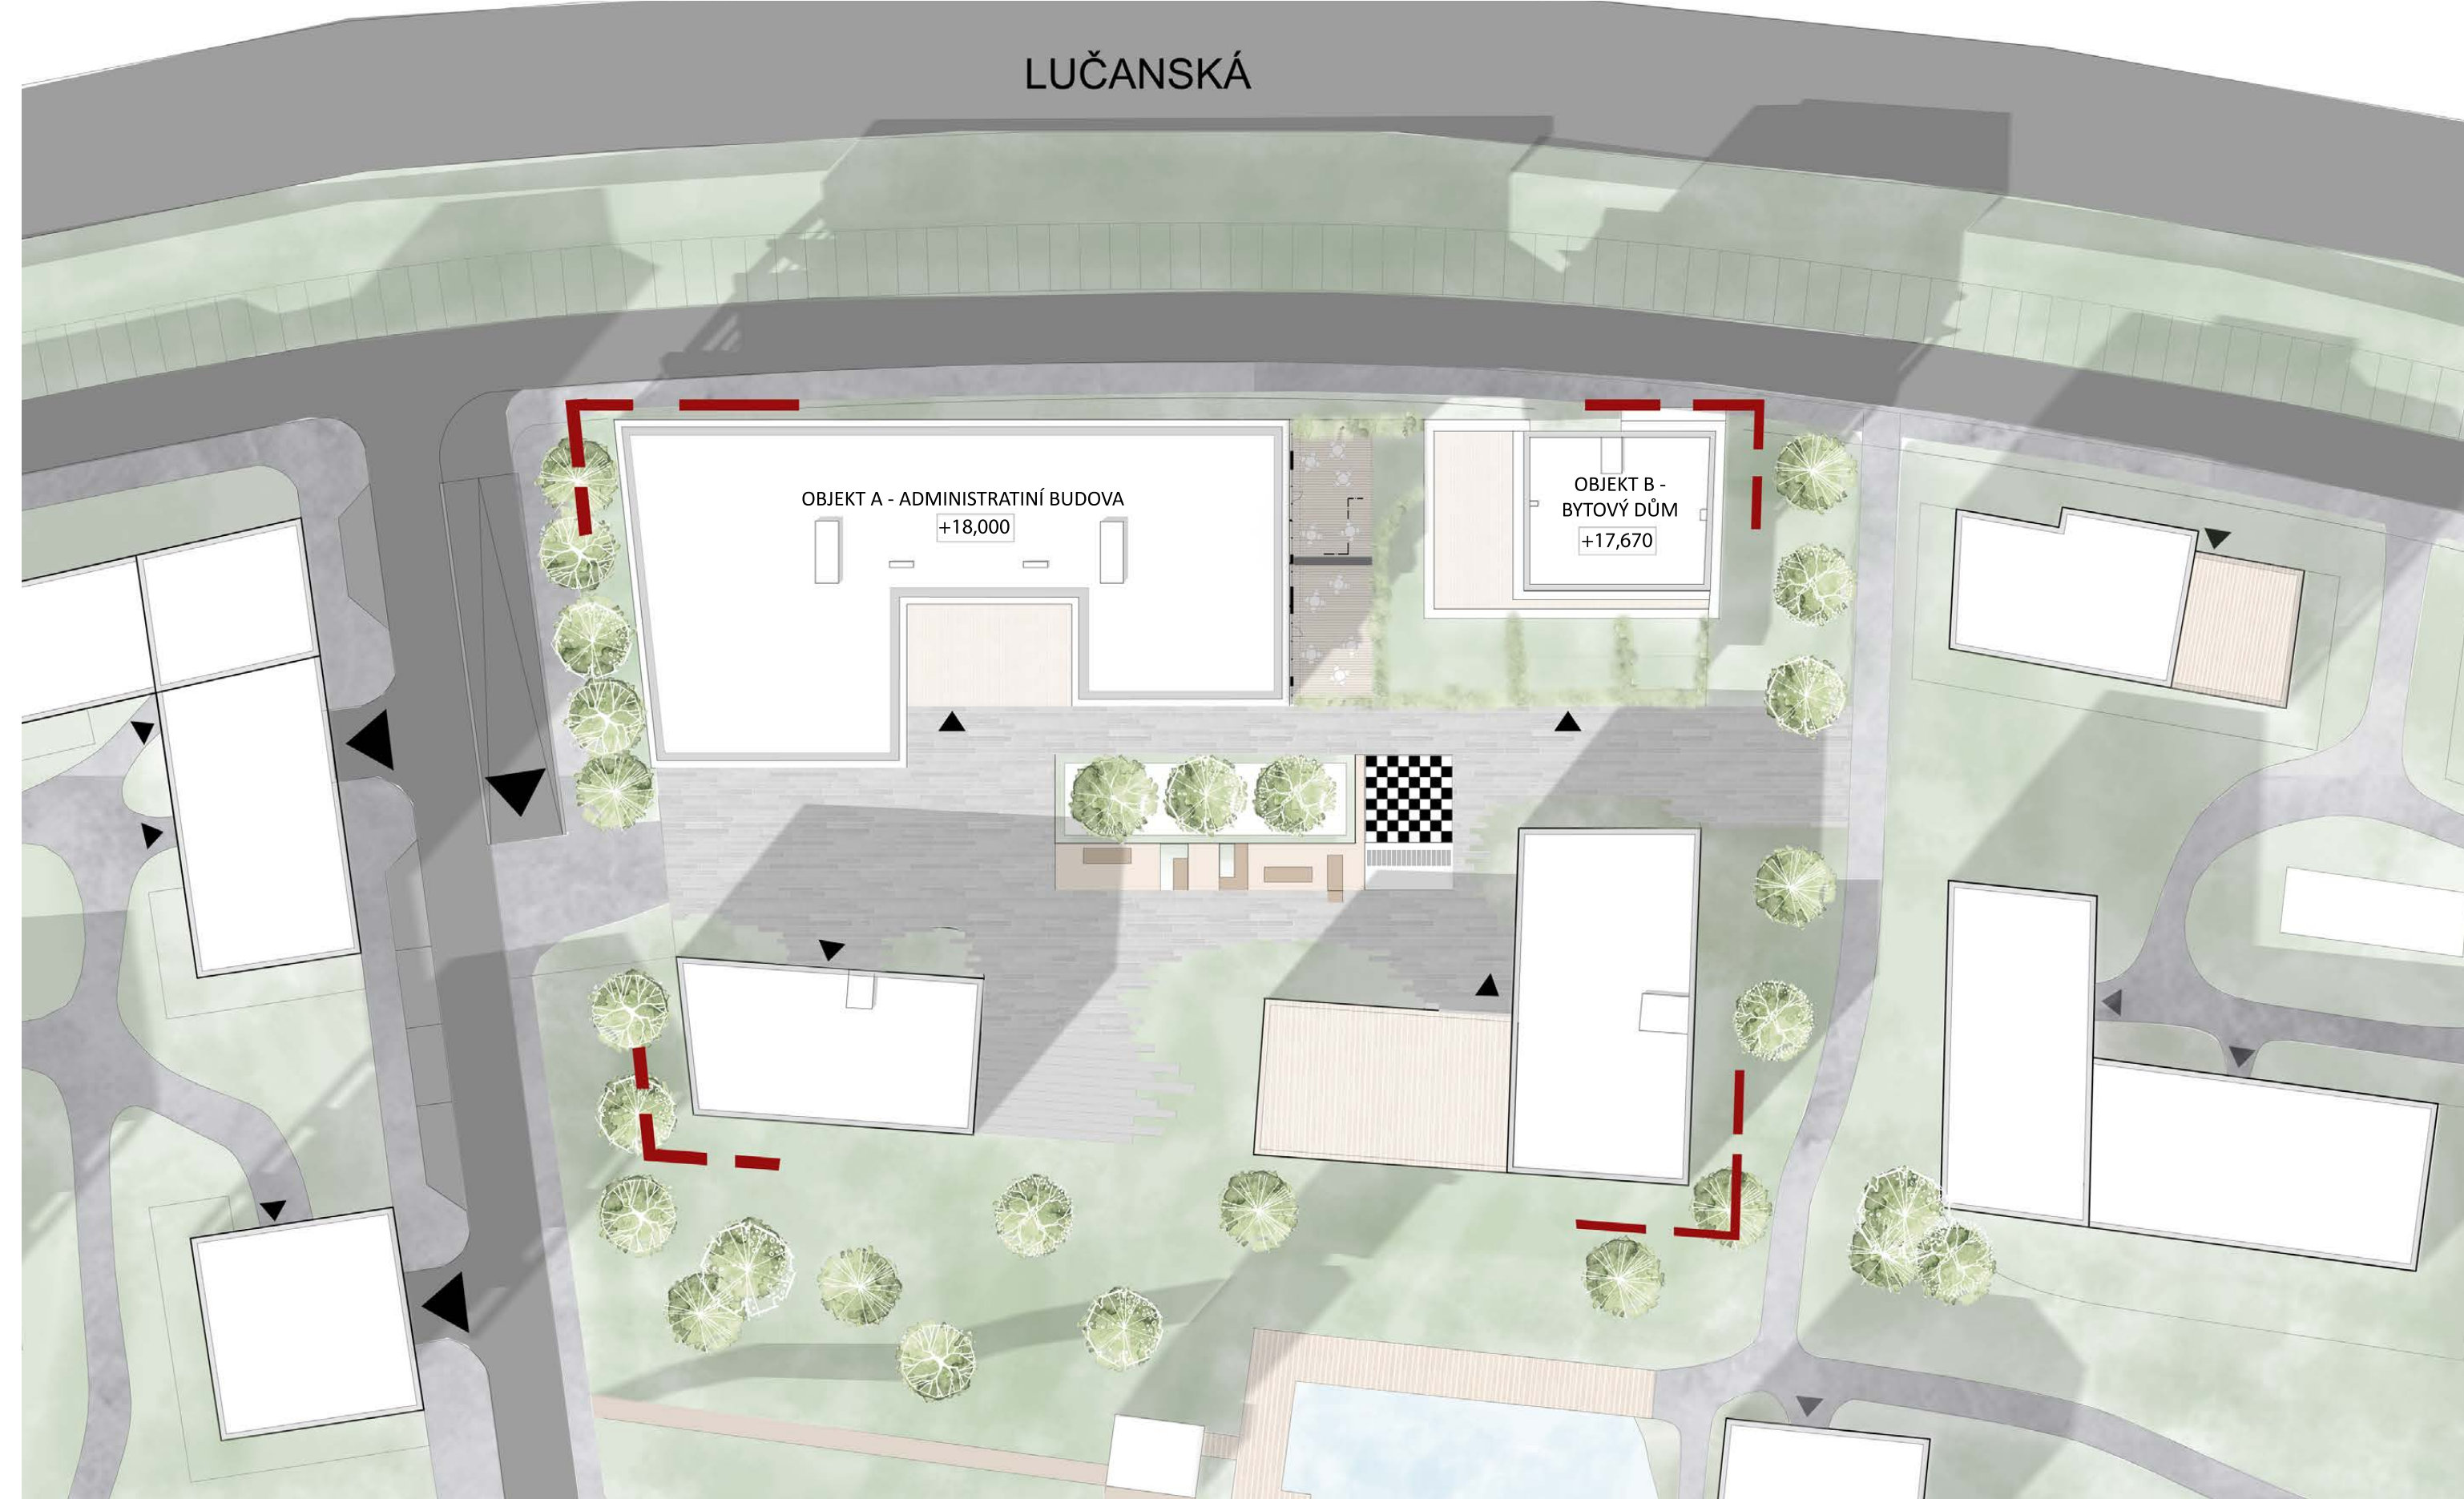 LUČANSKÁ
OBJEKT A - ADMINISTRATINÍ BUDOVA
+18,000
OBJEKT B -
BYTOVÝ DŮM
+17,670